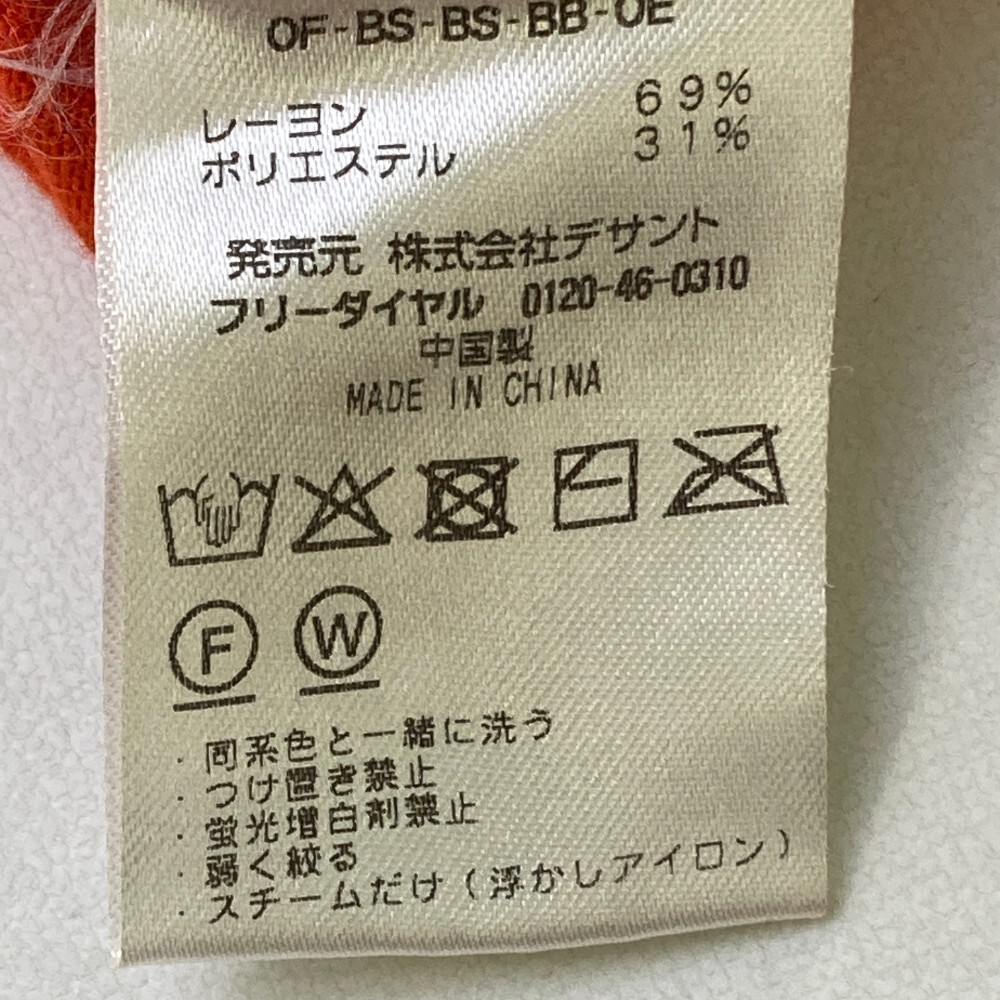 OF-BS-BS-BB-OE
レーヨン 69%
ポリエステル 31%
発売元 株式会社デサント
フリーダイヤル 0120-46-0310
中国製
MADE IN CHINA
F W
・同系色と一緒に洗う
・つけ置き禁止
・蛍光増白剤禁止
・弱く絞る
・スチームだけ(浮かしアイロン)